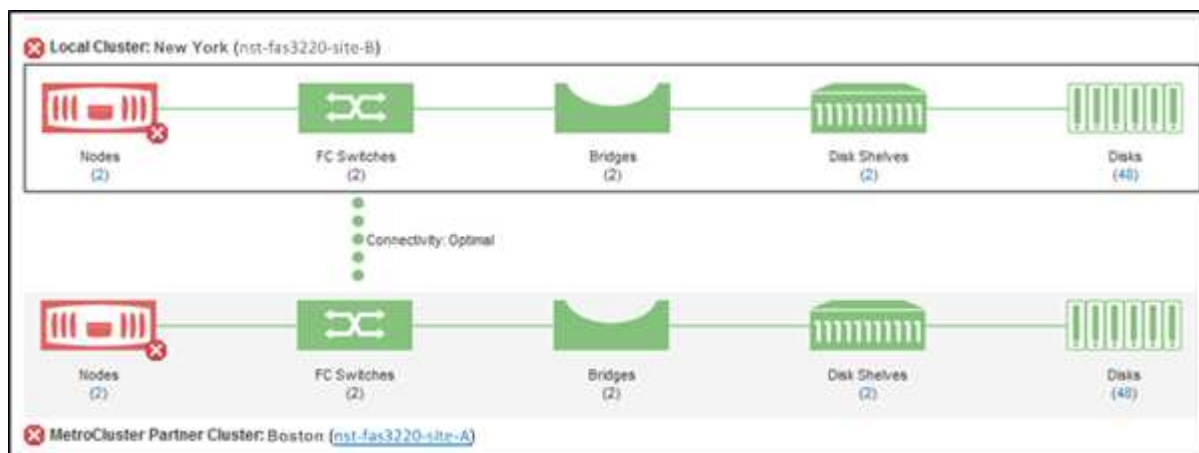 Local Cluster: New York (nst-fas3220-site-B)
Nodes FC Switches Bridges Disk Shelves Disks
(2) (2) (2) (2) (48)
Connectivity: Optimal
Nodes FC Switches Bridges Disk Shelves Disks
(2) (2) (2) (2) (48)
MetroCluster Partner Cluster: Boston (nst-fas3220-site-A)